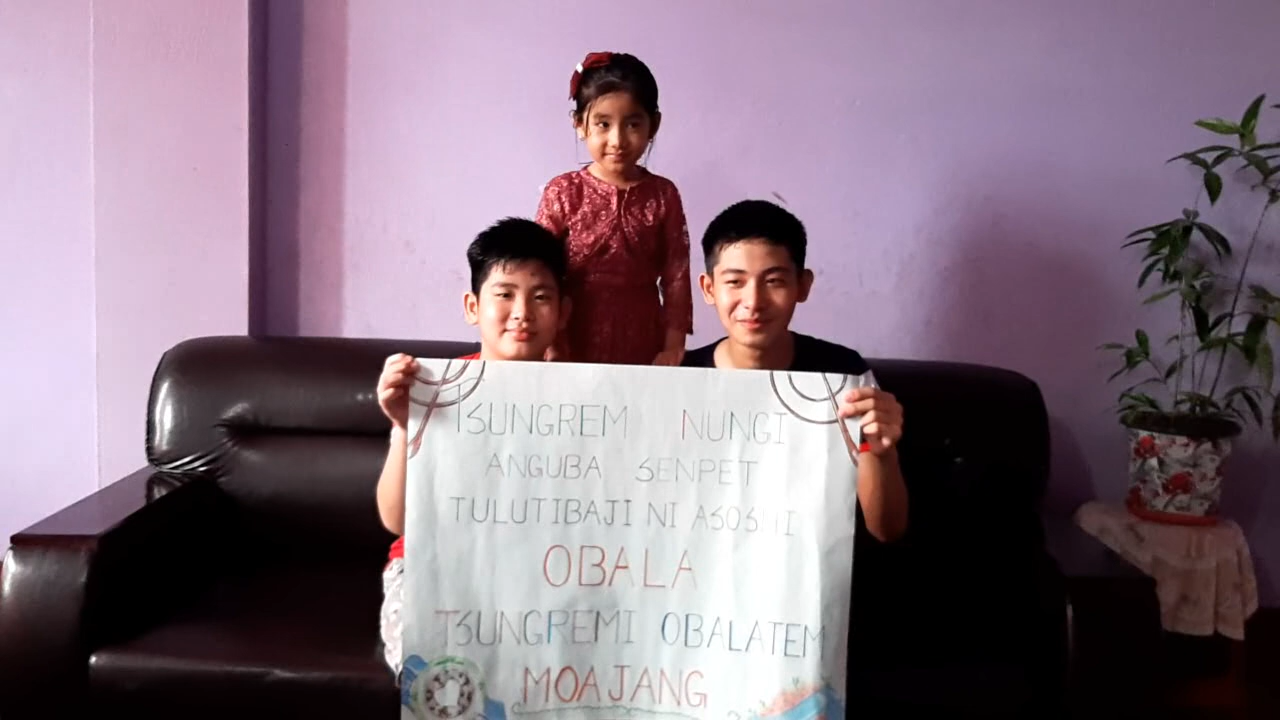 TSUNGREM NUNGI
ANGUBA SENPET
TULUTIBAJI NI ASOSHI
OBALA
TSUNGREMI OBALATEM
MOAJANG